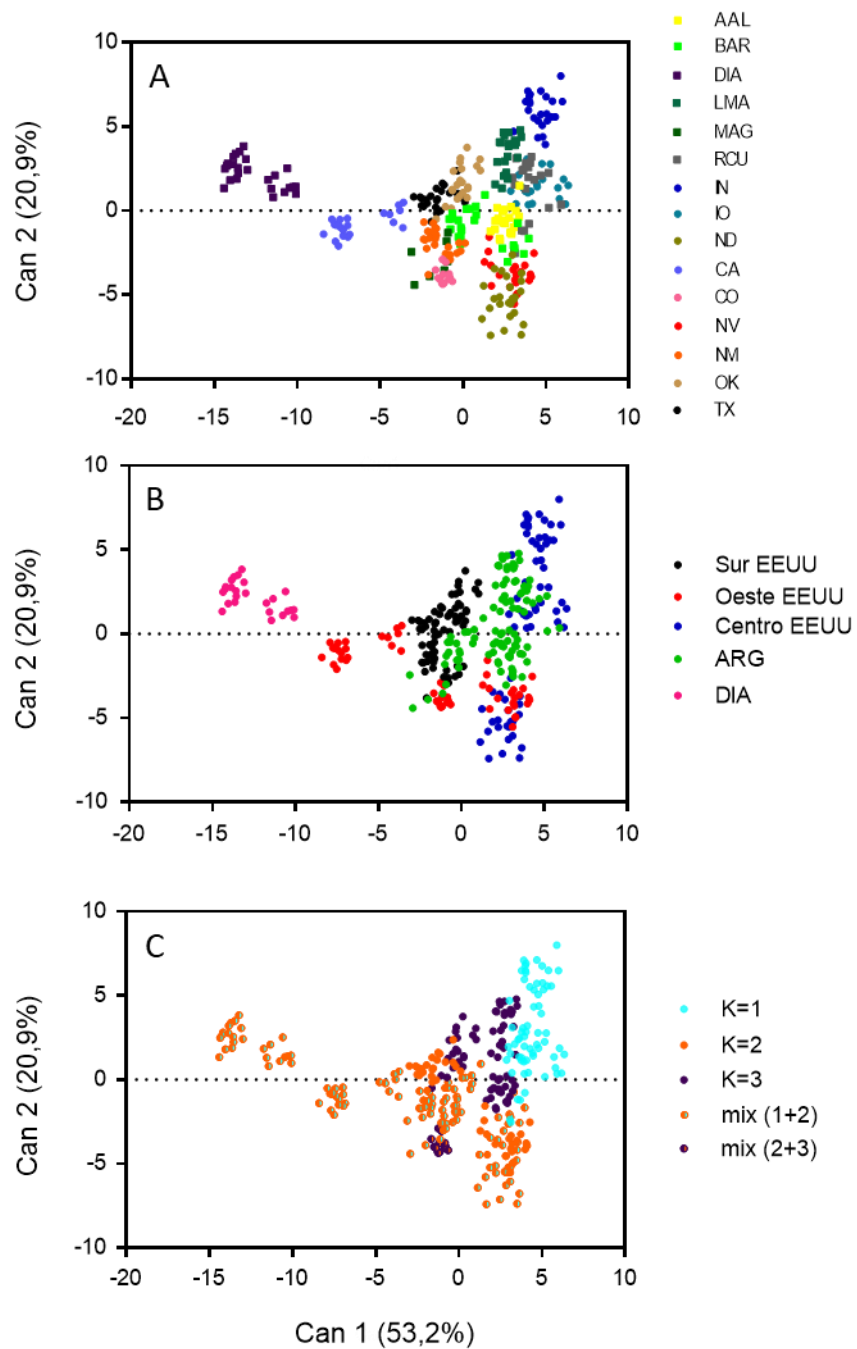 A
10
5
0
-5
-10
-20
-15
-10
-5
0
5
10
Can 2 (20,9%)
AAL
BAR
DIA
LMA
MAG
RCU
IN
IO
ND
CA
CO
NV
NM
OK
TX
B
10
5
0
-5
-10
-20
-15
-10
-5
0
5
10
Can 2 (20,9%)
Sur EEUU
Oeste EEUU
Centro EEUU
ARG
DIA
C
10
5
0
-5
-10
-20
-15
-10
-5
0
5
10
Can 2 (20,9%)
K=1
K=2
K=3
mix (1+2)
mix (2+3)
Can 1 (53,2%)